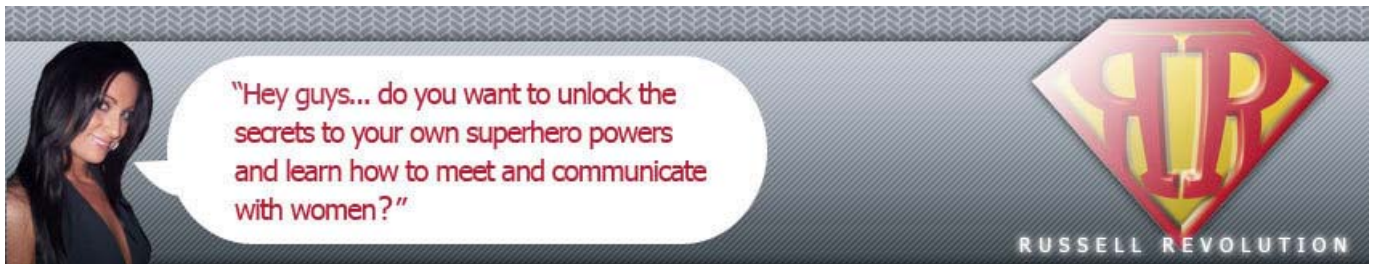 “Hey guys... do you want to unlock the
secrets to your own superhero powers
and learn how to meet and communicate
with women?”
RR
RUSSELL REVOLUTION